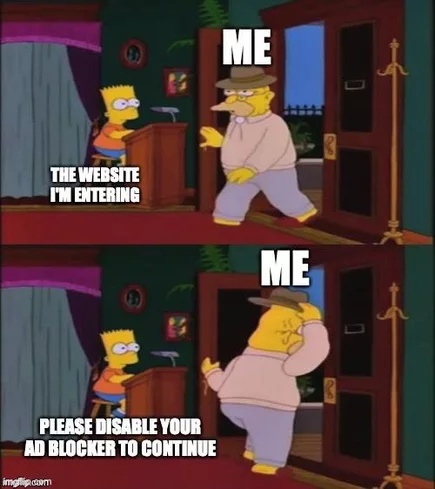 ME
THE WEBSITE
I'M ENTERING
ME
PLEASE DISABLE YOUR
AD BLOCKER TO CONTINUE
imgflip.com